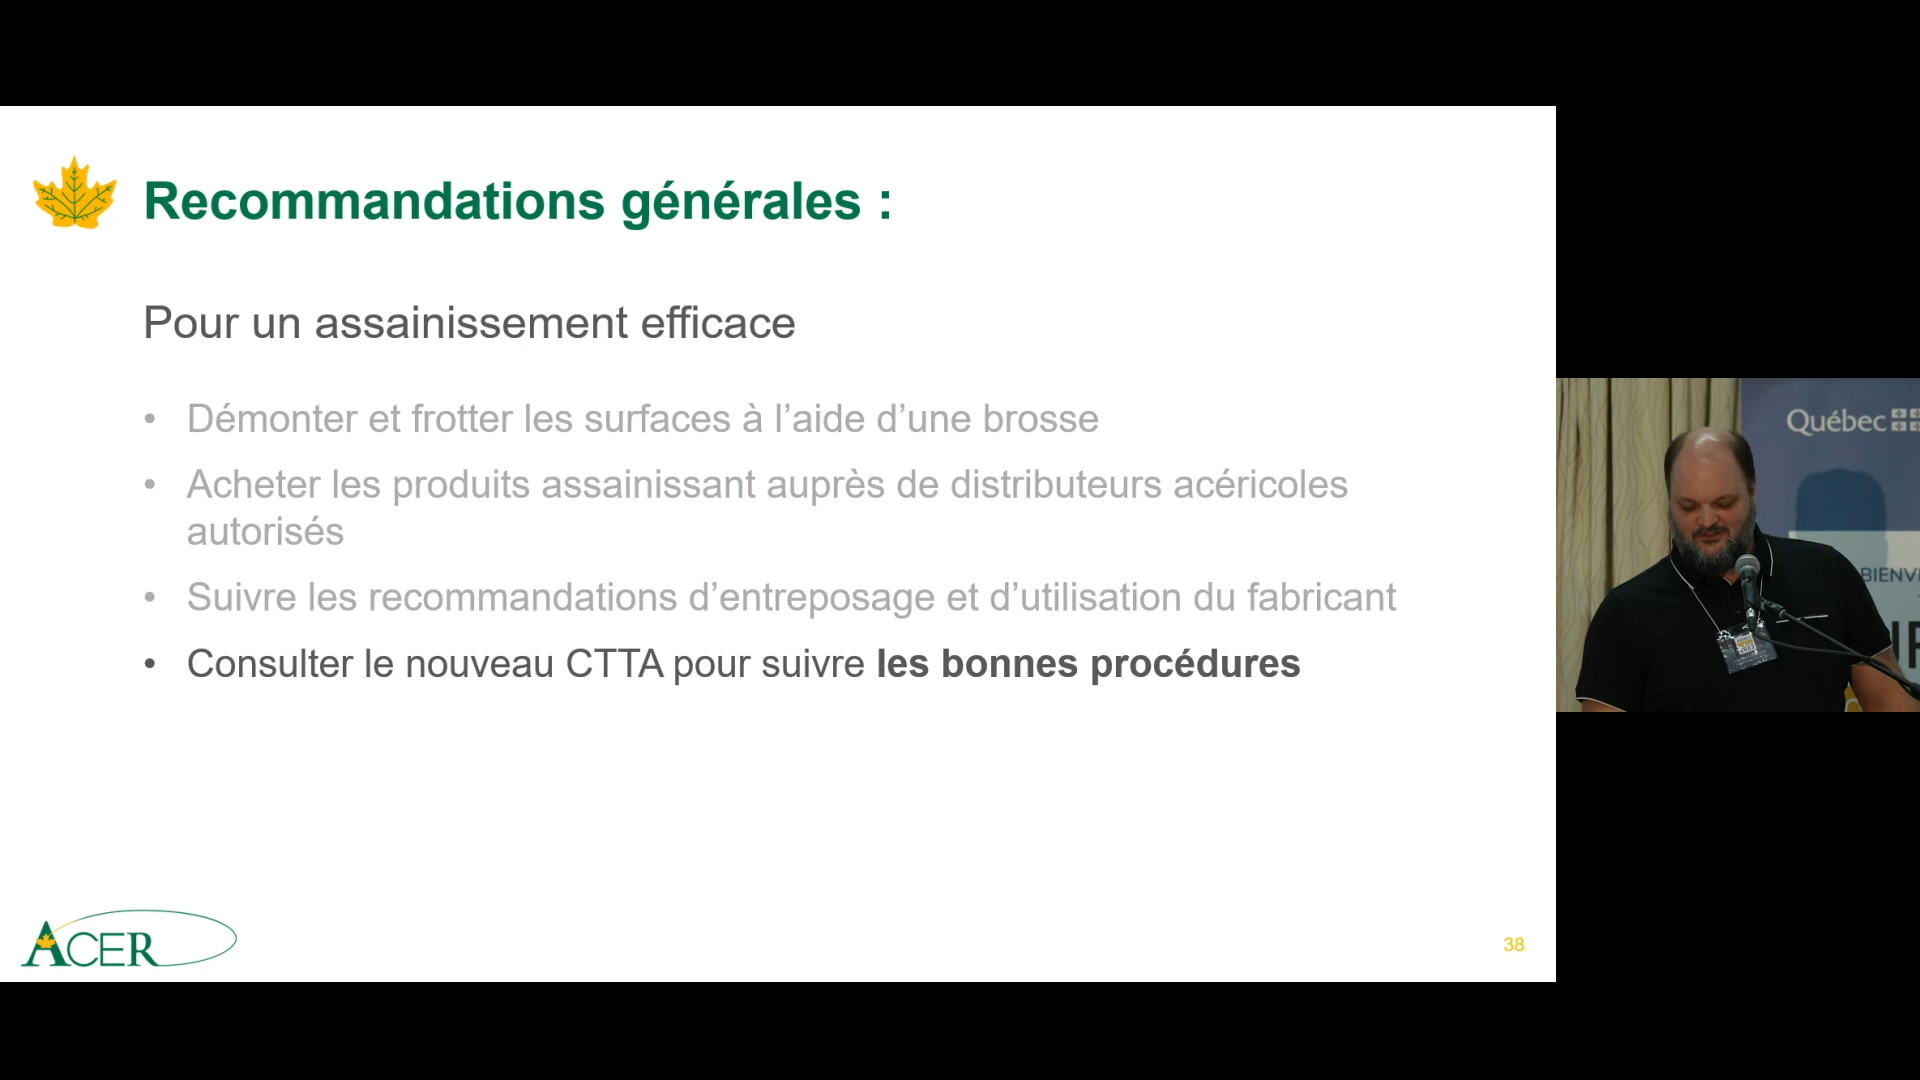 Recommandations générales :
Pour un assainissement efficace
• Démonter et frotter les surfaces à l’aide d’une brosse
• Acheter les produits assainissant auprès de distributeurs acéricoles
autorisés
• Suivre les recommandations d’entreposage et d’utilisation du fabricant
• Consulter le nouveau CTTA pour suivre les bonnes procédures
ACER
38
Québec
BIENV